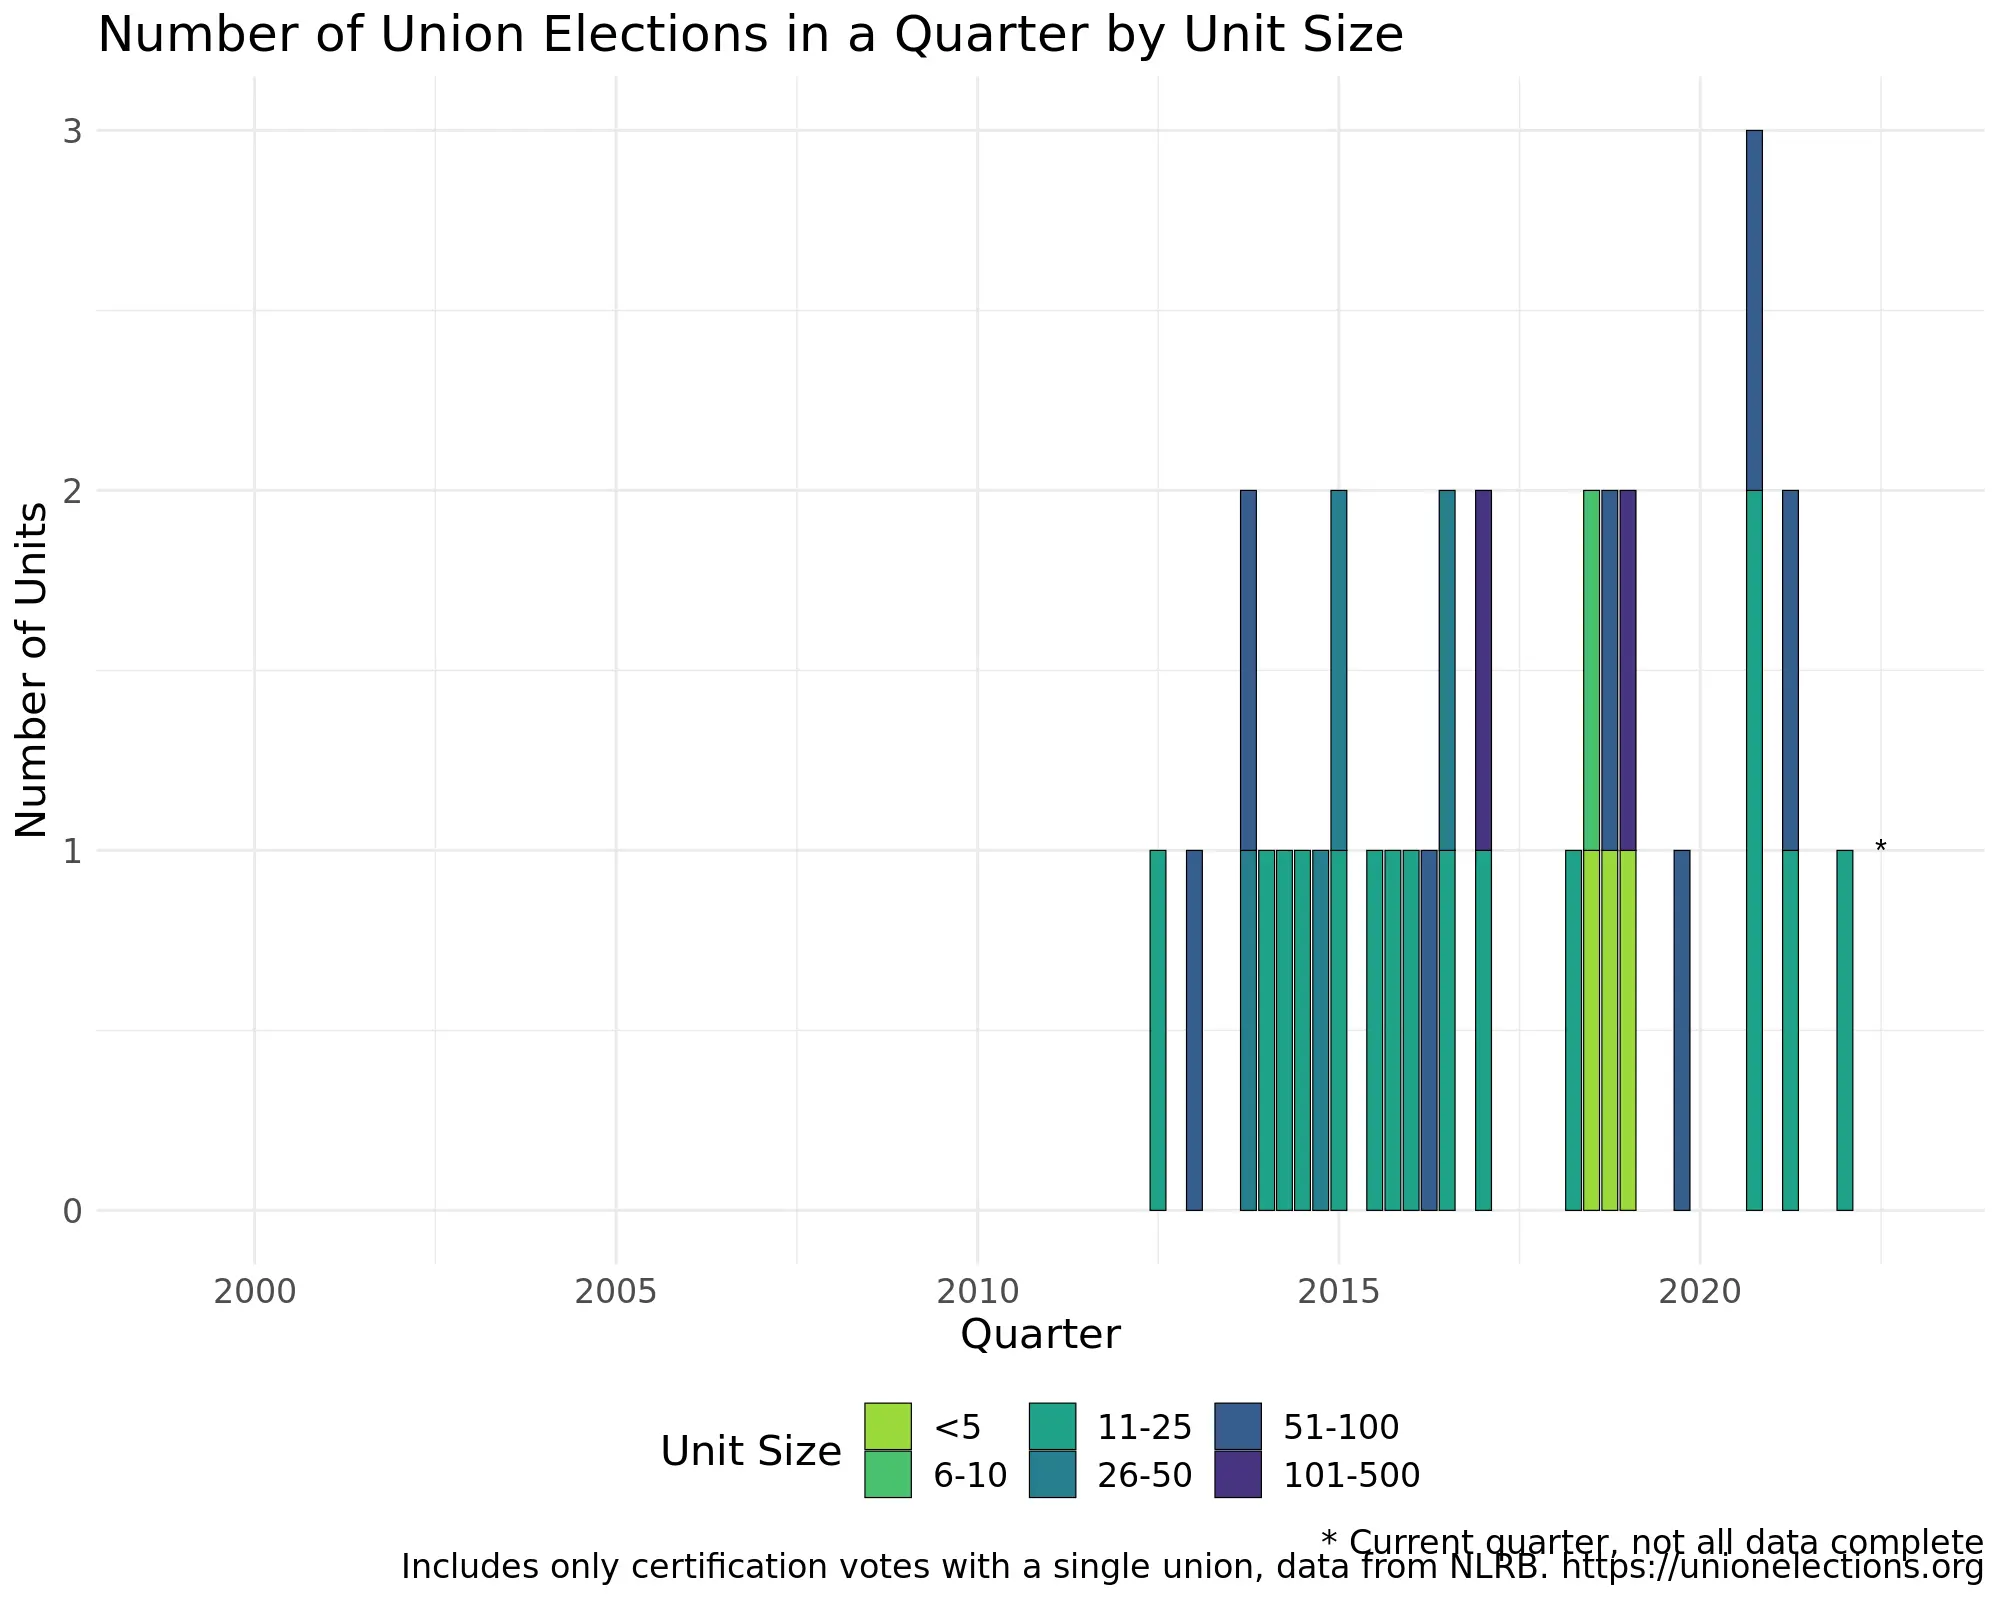 Number of Union Elections in a Quarter by Unit Size
Number of Units
3
2
1
0
*
2000 2005 2010 2015 2020
Quarter
Unit Size
<5 11-25 51-100
6-10 26-50 101-500
* Current quarter, not all data complete
Includes only certification votes with a single union, data from NLRB. https://unionelections.org